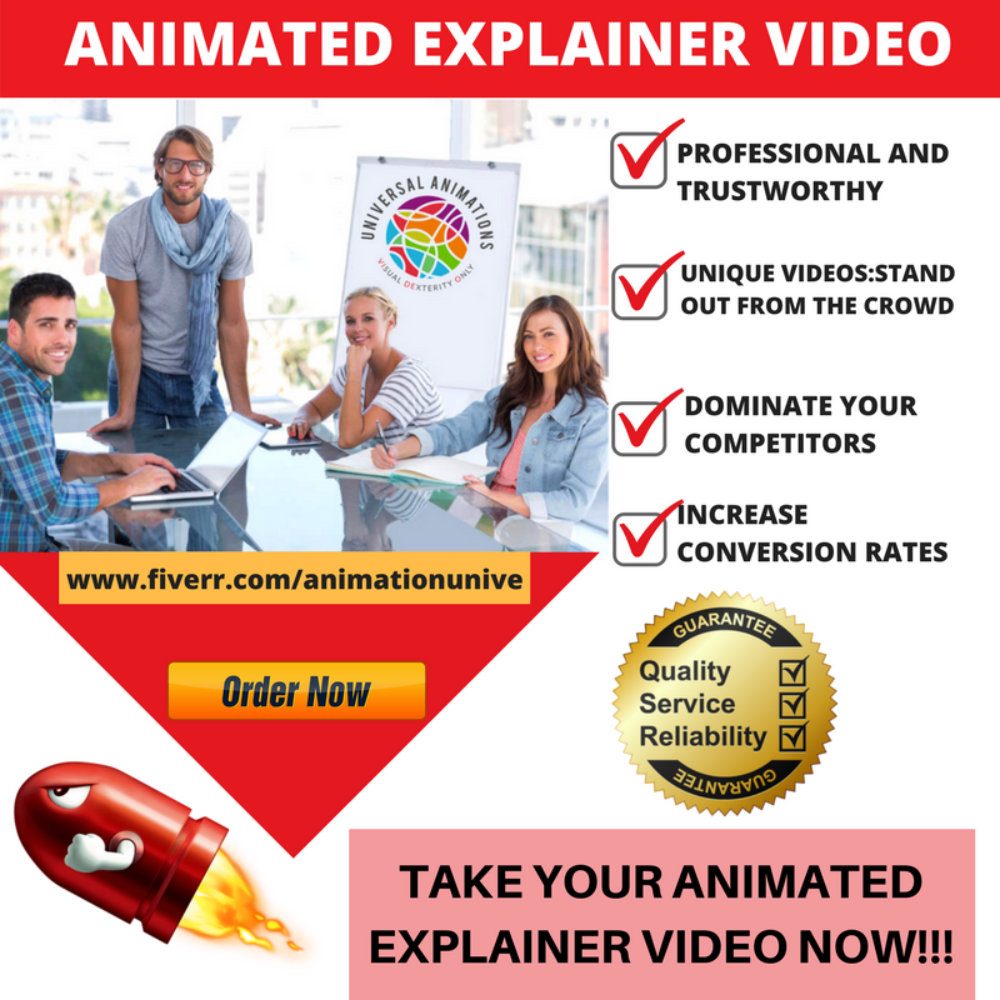 ANIMATED EXPLAINER VIDEO
UNIVERSAL ANIMATIONS
VISUAL DEXTERITY ONLY
PROFESSIONAL AND
TRUSTWORTHY
UNIQUE VIDEOS:STAND
OUT FROM THE CROWD
DOMINATE YOUR
COMPETITORS
INCREASE
CONVERSION RATES
www.fiverr.com/animationunive
Order Now
GUARANTEE
Quality
Service
Reliability
GUARANTEE
TAKE YOUR ANIMATED
EXPLAINER VIDEO NOW!!!